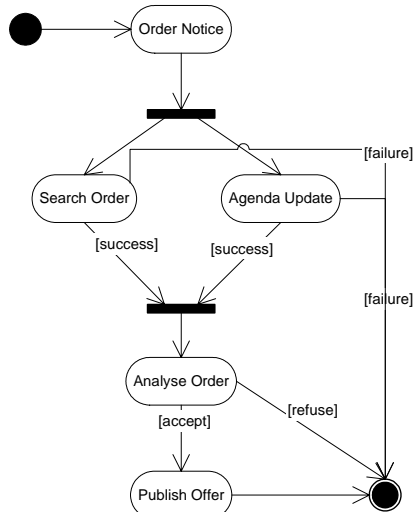 Order Notice
[failure]
Search Order
Agenda Update
[success]
[success]
[failure]
Analyse Order
[refuse]
[accept]
Publish Offer